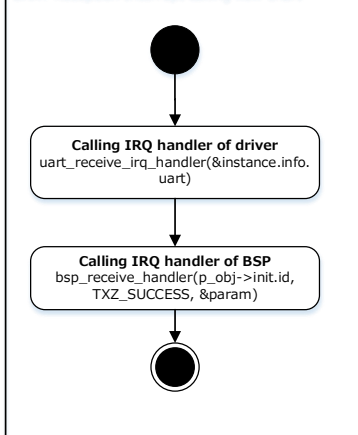 Calling IRQ handler of driver
uart_receive_irq_handler(&instance.info.
uart)
Calling IRQ handler of BSP
bsp_receive_handler(p_obj->init.id,
TXZ_SUCCESS, &param)